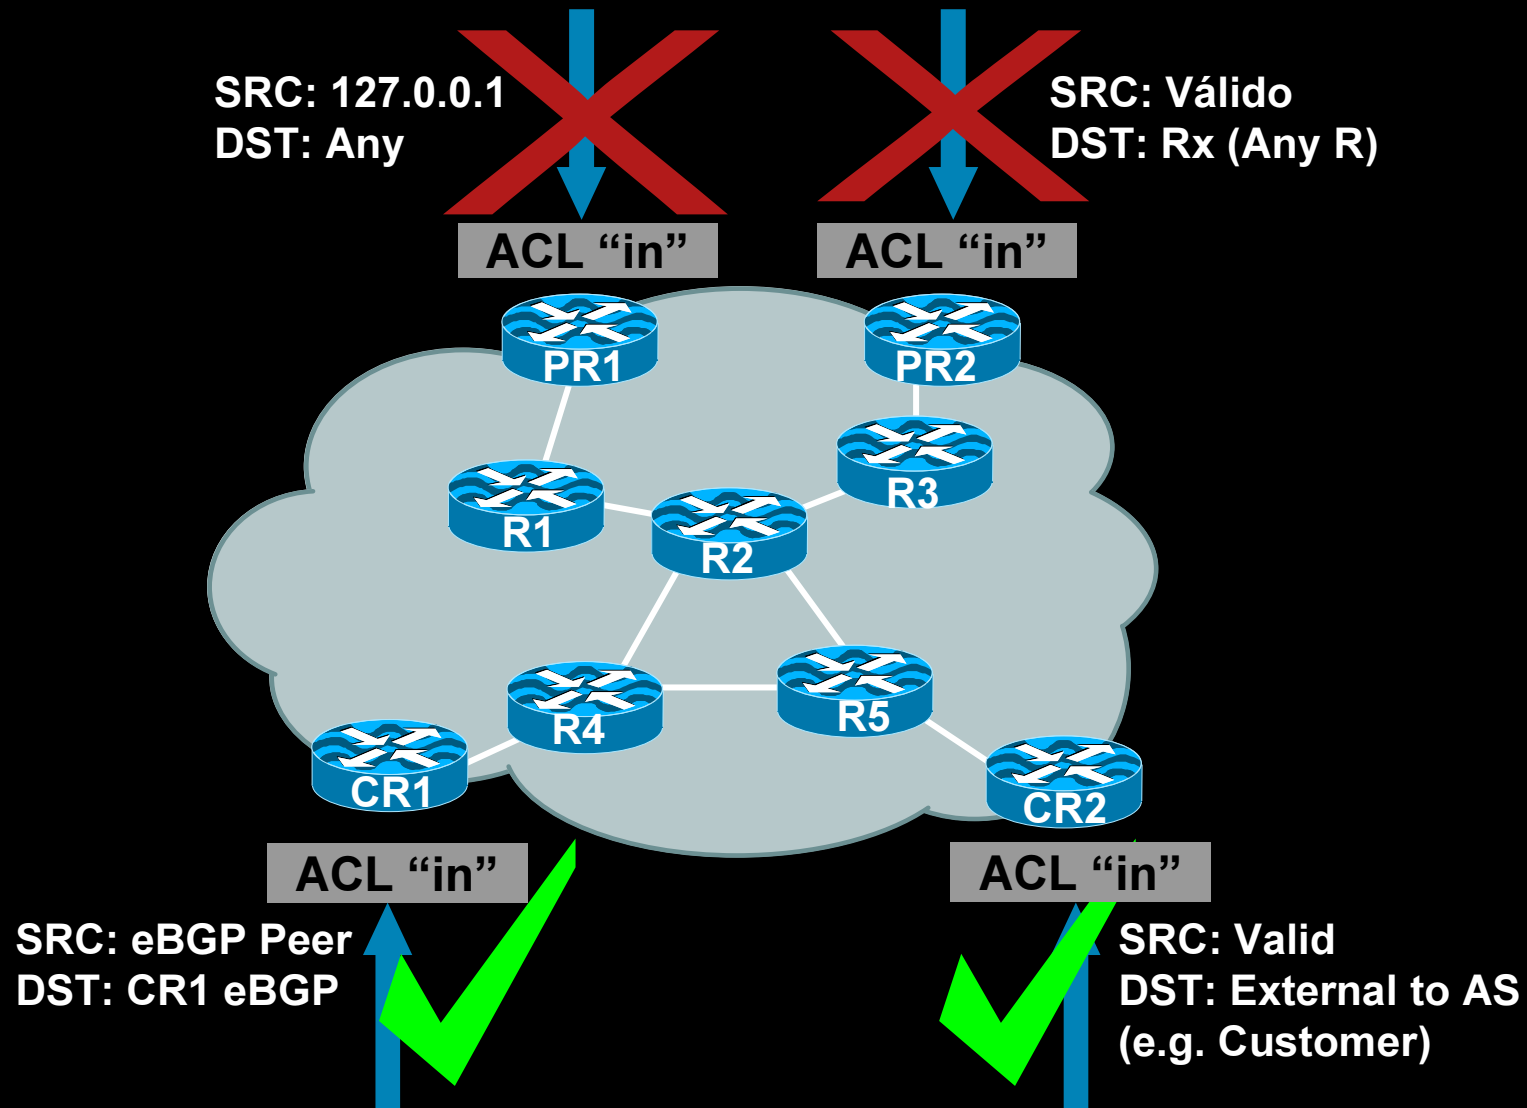 SRC: 127.0.0.1
DST: Any
SRC: Válido
DST: Rx (Any R)
ACL “in”
ACL “in”
PR1
PR2
R3
R1
R2
R4
R5
CR1
CR2
ACL “in”
ACL “in”
SRC: eBGP Peer
DST: CR1 eBGP
SRC: Valid
DST: External to AS
(e.g. Customer)